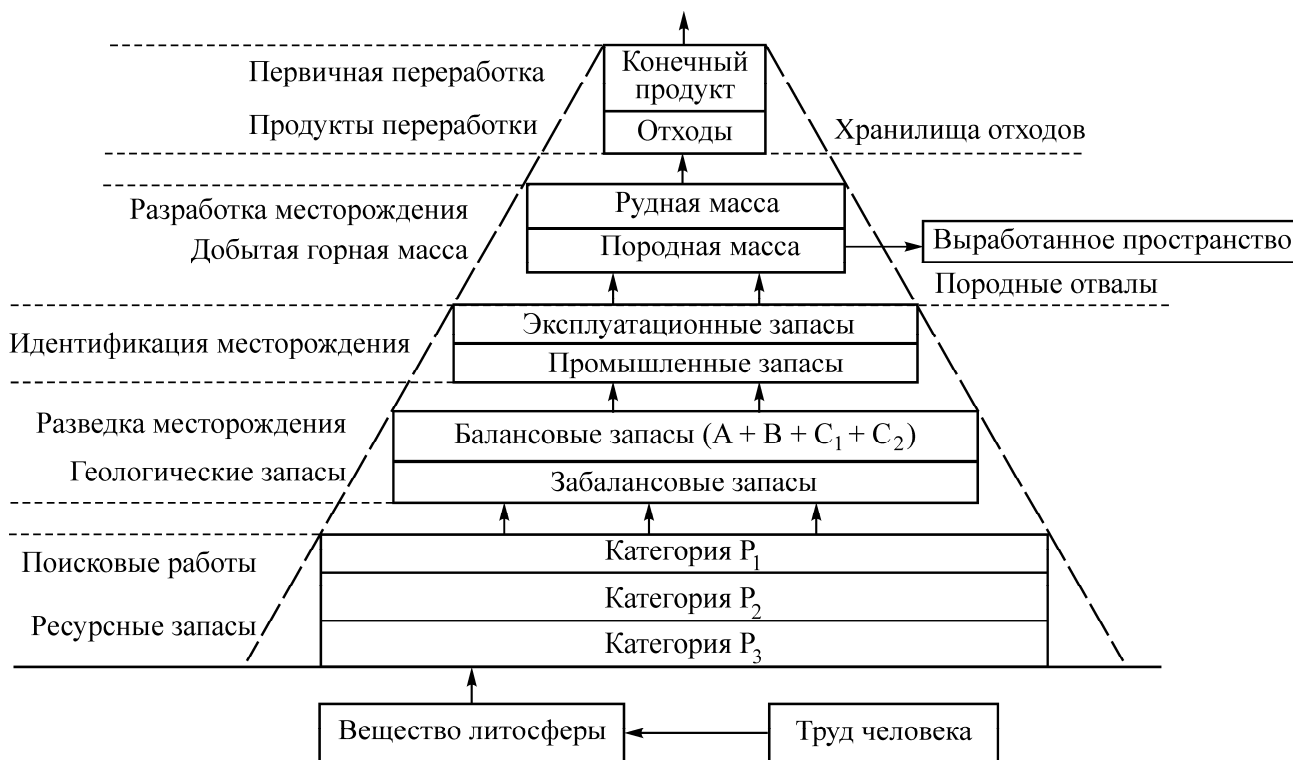 Первичная переработка
Конечный
продукт
Продукты переработки
Отходы
Хранилища отходов
Разработка месторождения
Рудная масса
Добытая горная масса
Породная масса
Выработанное пространство
Породные отвалы
Идентификация месторождения
Эксплуатационные запасы
Промышленные запасы
Разведка месторождения
Балансовые запасы (A + B + C₁ + C₂)
Геологические запасы
Забалансовые запасы
Поисковые работы
Категория P₁
Категория P₂
Ресурсные запасы
Категория P₃
Вещество литосферы
Труд человека